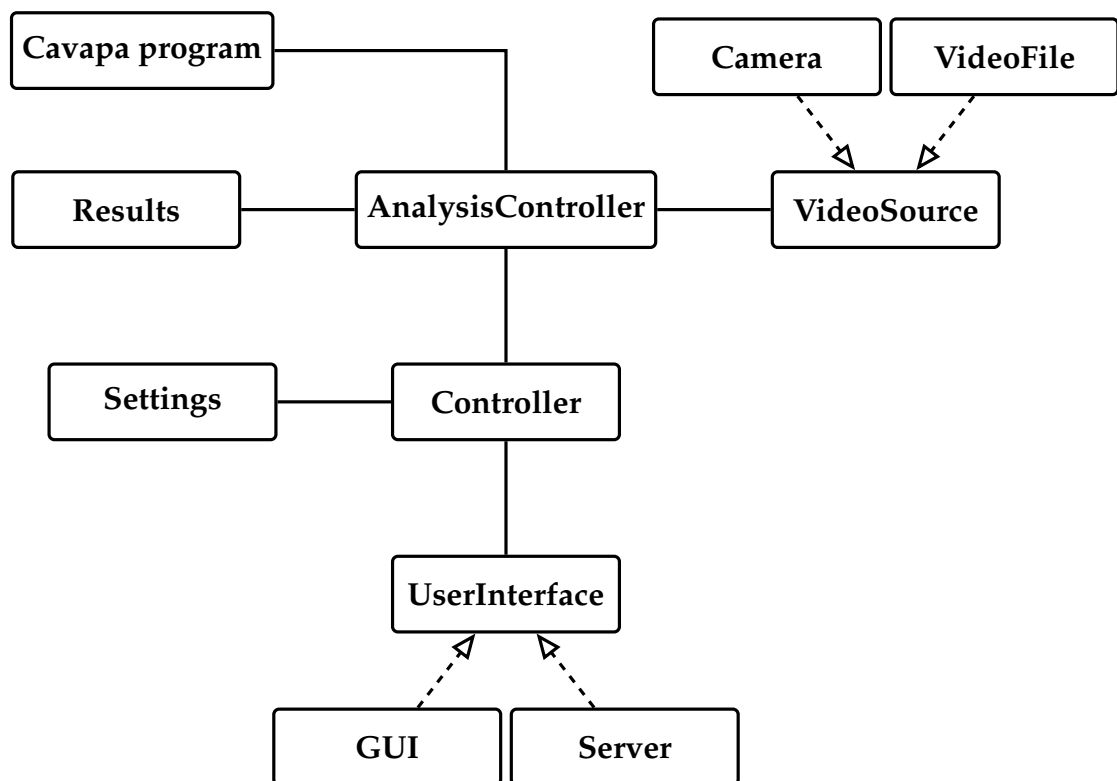 Cavapa program
Camera
VideoFile
Results
AnalysisController
VideoSource
Settings
Controller
UserInterface
GUI
Server